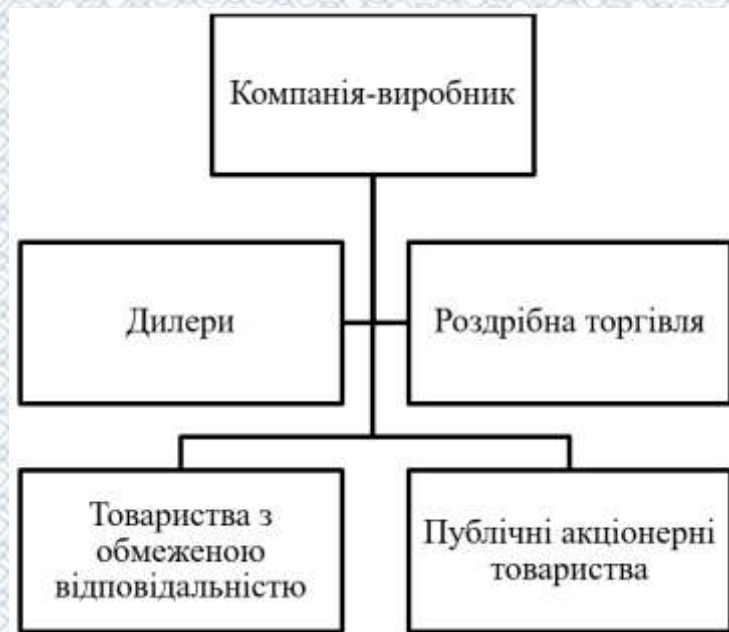 Компанія-виробник
Дилери
Роздрібна торгівля
Товариства з
обмеженою
відповідальністю
Публічні акціонерні
товариства